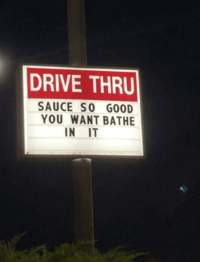 DRIVE THRU
SAUCE SO GOOD
YOU WANT BATHE
IN IT